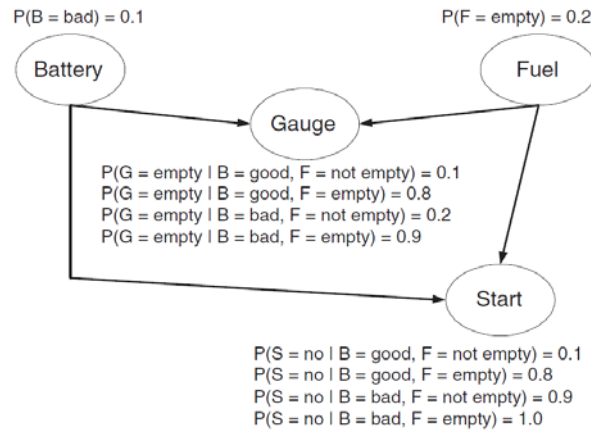 P(B = bad) = 0.1
P(F = empty) = 0.2
Battery
Fuel
Gauge
P(G = empty | B = good, F = not empty) = 0.1
P(G = empty | B = good, F = empty) = 0.8
P(G = empty | B = bad, F = not empty) = 0.2
P(G = empty | B = bad, F = empty) = 0.9
Start
P(S = no | B = good, F = not empty) = 0.1
P(S = no | B = good, F = empty) = 0.8
P(S = no | B = bad, F = not empty) = 0.9
P(S = no | B = bad, F = empty) = 1.0